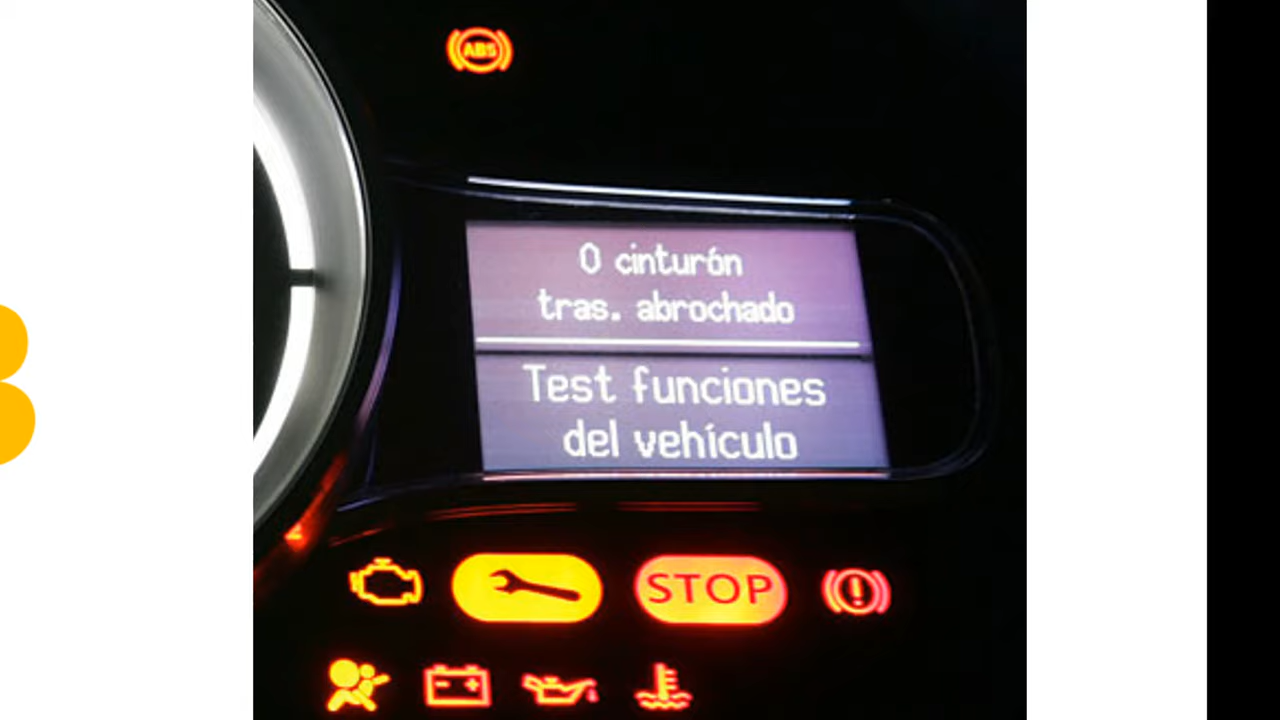 ABS
0 cinturón
tras. abrochado
Test funciones
del vehículo
STOP